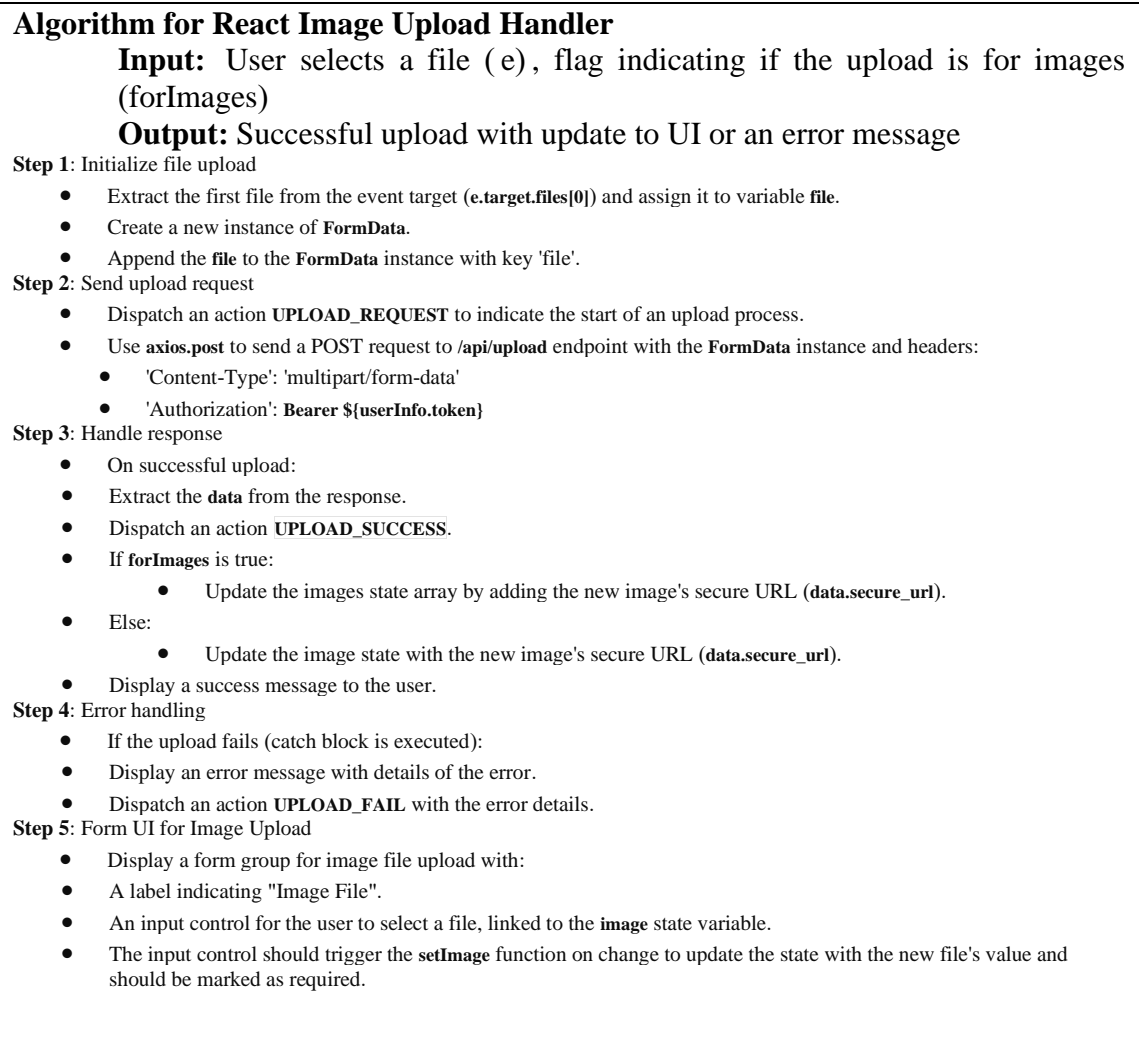 Algorithm for React Image Upload Handler
Input: User selects a file (e), flag indicating if the upload is for images
(forImages)
Output: Successful upload with update to UI or an error message
Step 1: Initialize file upload
● Extract the first file from the event target (e.target.files[0]) and assign it to variable file.
● Create a new instance of FormData.
● Append the file to the FormData instance with key 'file'.
Step 2: Send upload request
● Dispatch an action UPLOAD_REQUEST to indicate the start of an upload process.
● Use axios.post to send a POST request to /api/upload endpoint with the FormData instance and headers:
● 'Content-Type': 'multipart/form-data'
● 'Authorization': Bearer ${userInfo.token}
Step 3: Handle response
● On successful upload:
● Extract the data from the response.
● Dispatch an action UPLOAD_SUCCESS.
● If forImages is true:
● Update the images state array by adding the new image's secure URL (data.secure_url).
● Else:
● Update the image state with the new image's secure URL (data.secure_url).
● Display a success message to the user.
Step 4: Error handling
● If the upload fails (catch block is executed):
● Display an error message with details of the error.
● Dispatch an action UPLOAD_FAIL with the error details.
Step 5: Form UI for Image Upload
● Display a form group for image file upload with:
● A label indicating "Image File".
● An input control for the user to select a file, linked to the image state variable.
● The input control should trigger the setImage function on change to update the state with the new file's value and
should be marked as required.